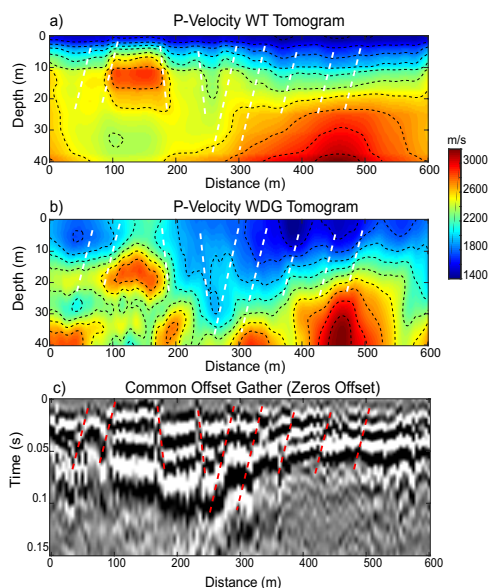 a) P-Velocity WT Tomogram
0
10
20
30
40
Depth (m)
0 100 200 300 400 500 600
Distance (m)
m/s
3000
2600
2200
1800
1400
b) P-Velocity WDG Tomogram
0
10
20
30
40
Depth (m)
0 100 200 300 400 500 600
Distance (m)
c) Common Offset Gather (Zeros Offset)
0
0.05
0.1
0.15
Time (s)
0 100 200 300 400 500 600
Distance (m)